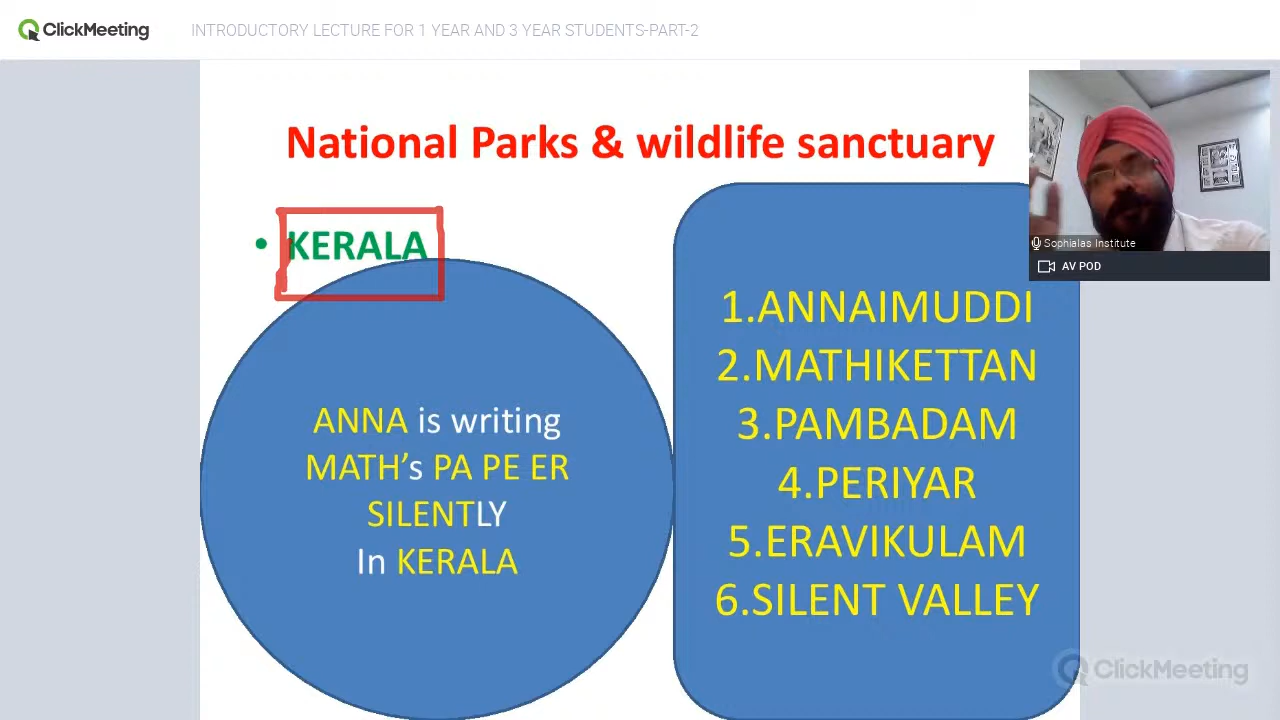 ClickMeeting
INTRODUCTORY LECTURE FOR 1 YEAR AND 3 YEAR STUDENTS-PART-2
National Parks & wildlife sanctuary
• KERALA
ANNA is writing
MATH’s PA PE ER
SILENTLY
In KERALA
1.ANNAIMUDDI
2.MATHIKETTAN
3.PAMBADAM
4.PERIYAR
5.ERAVIKULAM
6.SILENT VALLEY
Sophialas Institute
AV POD
ClickMeeting